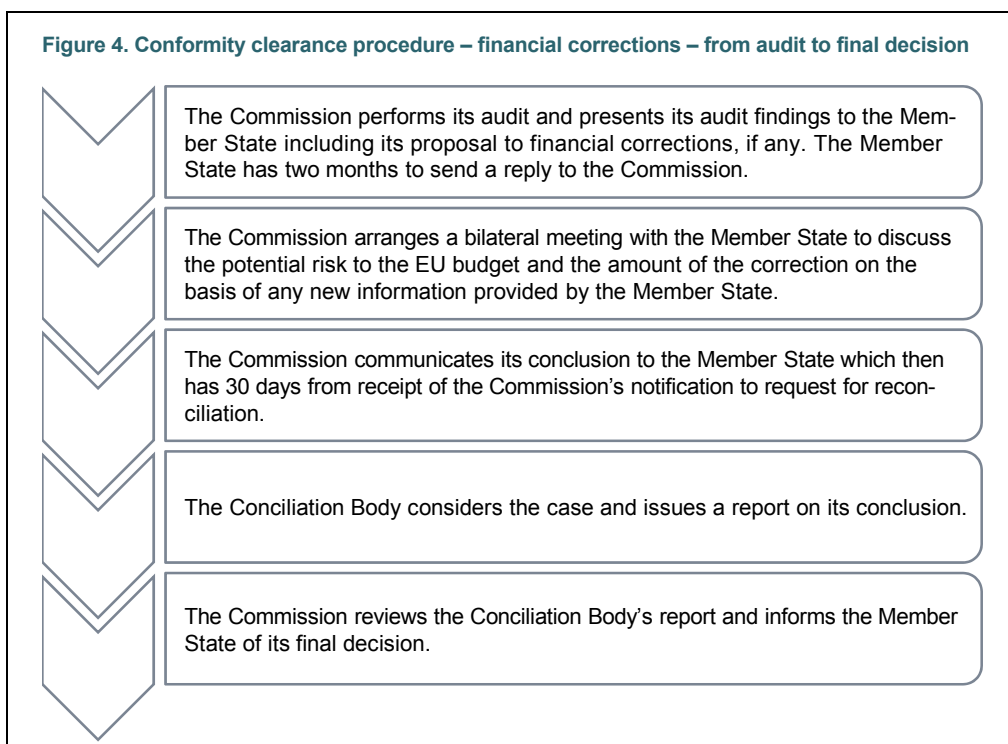 Figure 4. Conformity clearance procedure – financial corrections – from audit to final decision
The Commission performs its audit and presents its audit findings to the Mem-
ber State including its proposal to financial corrections, if any. The Member
State has two months to send a reply to the Commission.
The Commission arranges a bilateral meeting with the Member State to discuss
the potential risk to the EU budget and the amount of the correction on the
basis of any new information provided by the Member State.
The Commission communicates its conclusion to the Member State which then
has 30 days from receipt of the Commission’s notification to request for recon-
ciliation.
The Conciliation Body considers the case and issues a report on its conclusion.
The Commission reviews the Conciliation Body’s report and informs the Member
State of its final decision.